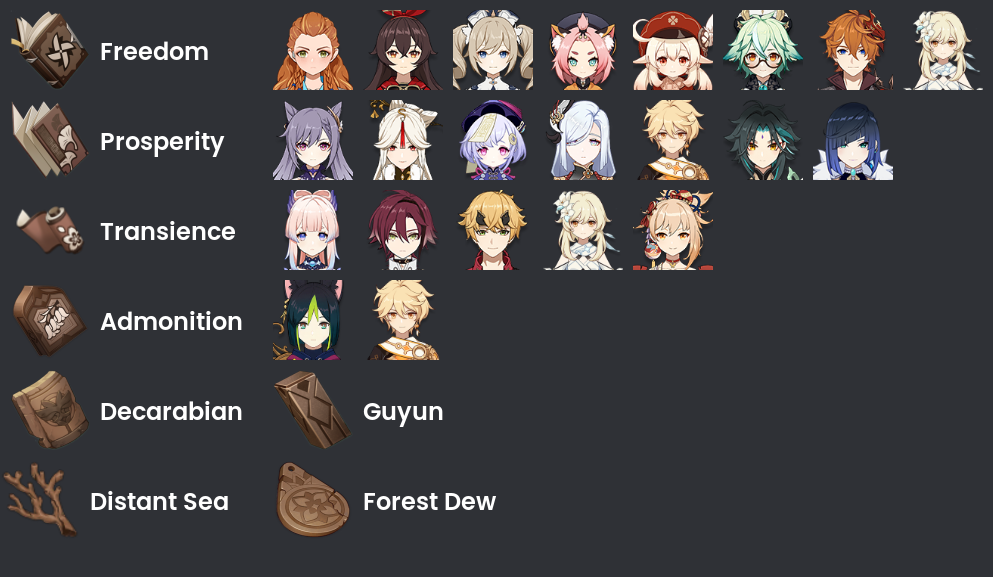 Freedom
Prosperity
Transience
Admonition
Decarabian Guyun
Distant Sea Forest Dew